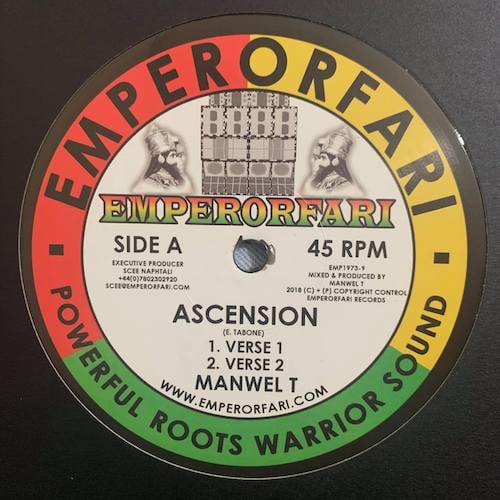 EMPERORFARI
EMPERORFARI
SIDE A
EXECUTIVE PRODUCER
SCEE NAPHTALI
+44(0)7802302920
SCEE@EMPERORFARI.COM
45 RPM
EMP1973-9
MIXED & PRODUCED BY
MANWEL T
2018 (C) + (P) COPYRIGHT CONTROL
EMPERORFARI RECORDS
ASCENSION
(E. TABONE)
1. VERSE 1
2. VERSE 2
MANWEL T
WWW.EMPERORFARI.COM
POWERFUL ROOTS WARRIOR SOUND